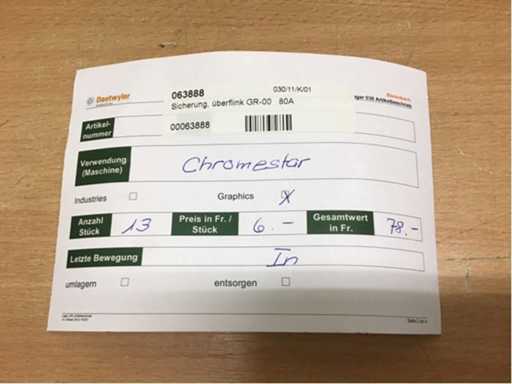 Daetwyler
063888 030/11/K/01
Sicherung, überflink GR-00 80A
Artikel-
nummer
00063888
Verwendung
(Maschine)
Chromestar
Industries ☐ Graphics ☒
Anzahl
Stück
13
Preis in Fr. /
Stück
6.-
Gesamtwert
in Fr.
78.-
Letzte Bewegung In
umlagern ☐ entsorgen ☐